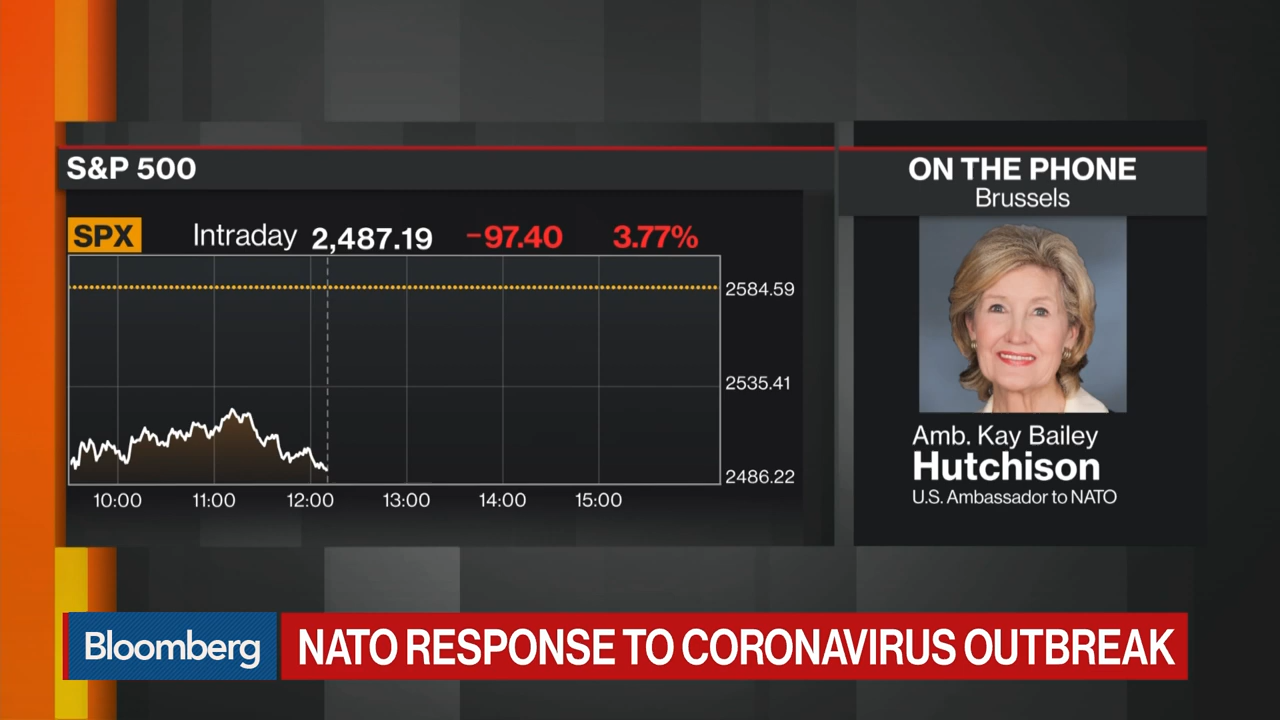 S&P 500
SPX Intraday 2,487.19 -97.40 3.77%
2584.59
2535.41
2486.22
10:00 11:00 12:00 13:00 14:00 15:00
ON THE PHONE
Brussels
Amb. Kay Bailey
Hutchison
U.S. Ambassador to NATO
Bloomberg
NATO RESPONSE TO CORONAVIRUS OUTBREAK